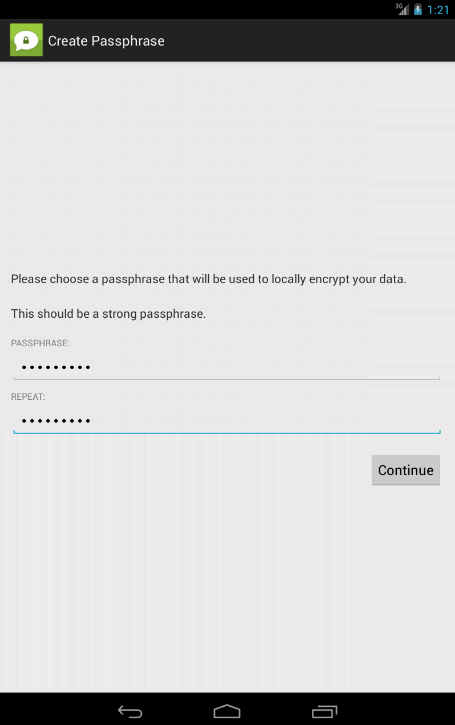 3G 1:21
Create Passphrase
Please choose a passphrase that will be used to locally encrypt your data.
This should be a strong passphrase.
PASSPHRASE:
•••••••••
REPEAT:
•••••••••
Continue